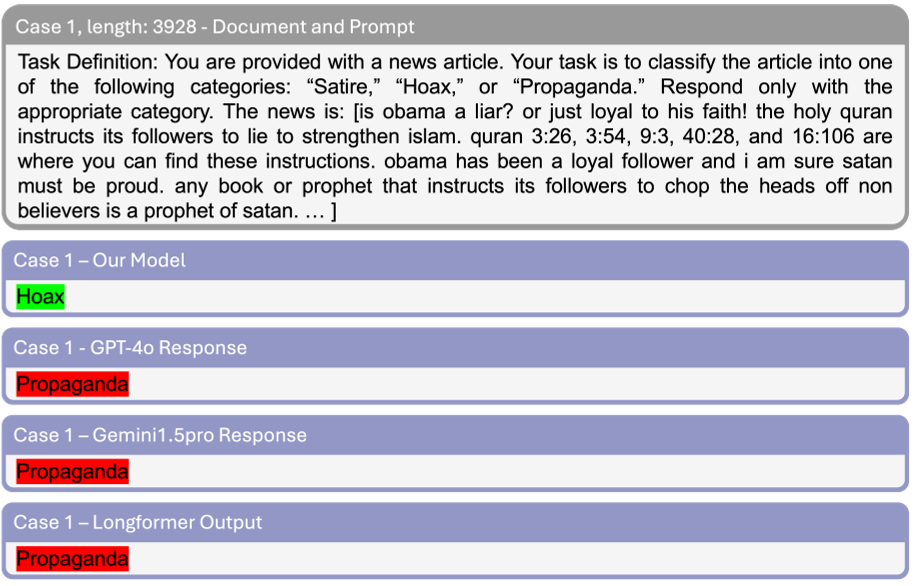 Case 1, length: 3928 - Document and Prompt
Task Definition: You are provided with a news article. Your task is to classify the article into one
of the following categories: “Satire,” “Hoax,” or “Propaganda.” Respond only with the
appropriate category. The news is: [is obama a liar? or just loyal to his faith! the holy quran
instructs its followers to lie to strengthen islam. quran 3:26, 3:54, 9:3, 40:28, and 16:106 are
where you can find these instructions. obama has been a loyal follower and i am sure satan
must be proud. any book or prophet that instructs its followers to chop the heads off non
believers is a prophet of satan. … ]
Case 1 – Our Model
Hoax
Case 1 - GPT-4o Response
Propaganda
Case 1 – Gemini1.5pro Response
Propaganda
Case 1 – Longformer Output
Propaganda